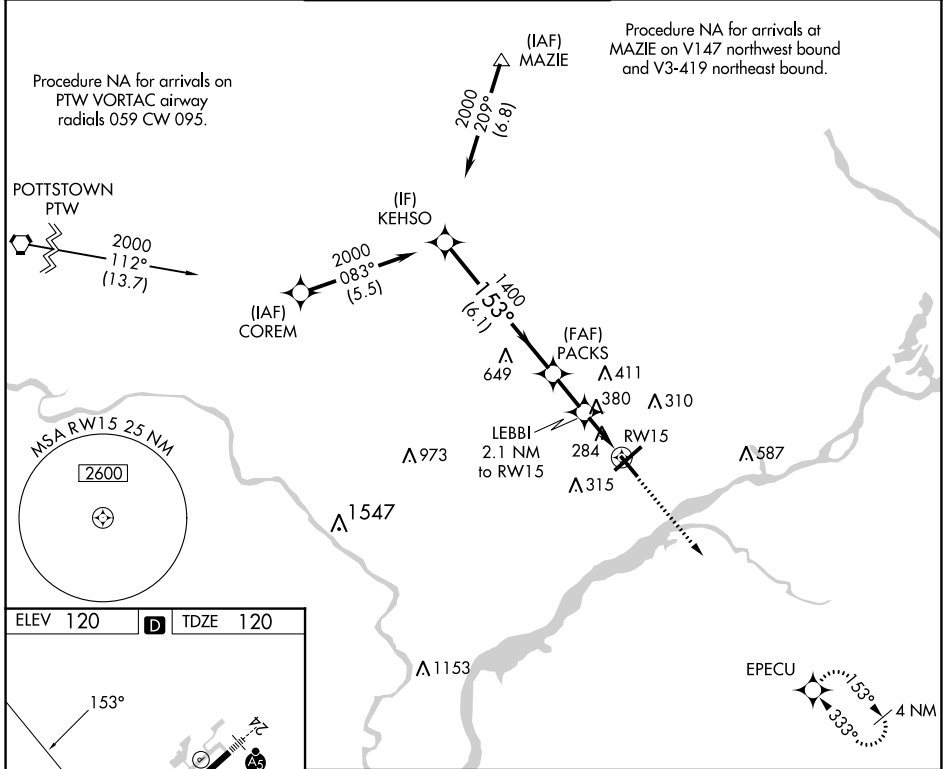 (IAF)
MAZIE
Procedure NA for arrivals at
MAZIE on V147 northwest bound
and V3-419 northeast bound.
Procedure NA for arrivals on
PTW VORTAC airway
radials 059 CW 095.
2000
209°
(6.8)
POTTSTOWN
PTW
2000
112°
(13.7)
(IF)
KEHSO
2000
083°
(5.5)
(IAF)
COREM
1400
153°
(6.1)
(FAF)
PACKS
649
411
380
310
LEBBI
2.1 NM
to RW15
284
RW15
587
973
315
MSA RW15 25 NM
2600
1547
ELEV 120
D
TDZE 120
1153
EPECU
153°
333°
4 NM
153°
24
P
A5